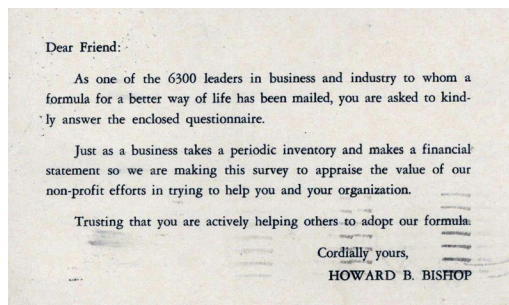 Dear Friend:
As one of the 6300 leaders in business and industry to whom a
formula for a better way of life has been mailed, you are asked to kind-
ly answer the enclosed questionnaire.
Just as a business takes a periodic inventory and makes a financial
statement so we are making this survey to appraise the value of our
non-profit efforts in trying to help you and your organization.
Trusting that you are actively helping others to adopt our formula.
Cordially yours,
HOWARD B. BISHOP